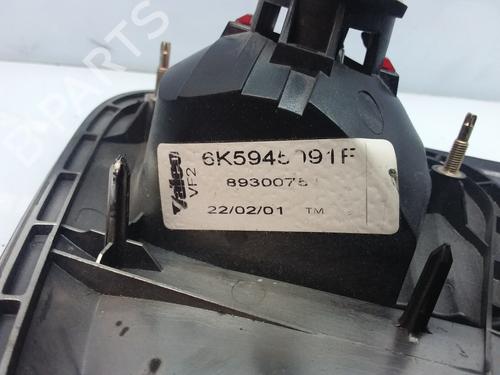 Valeo
VF2
6K5945091F
8930075
22/02/01 TM
B-PARTS